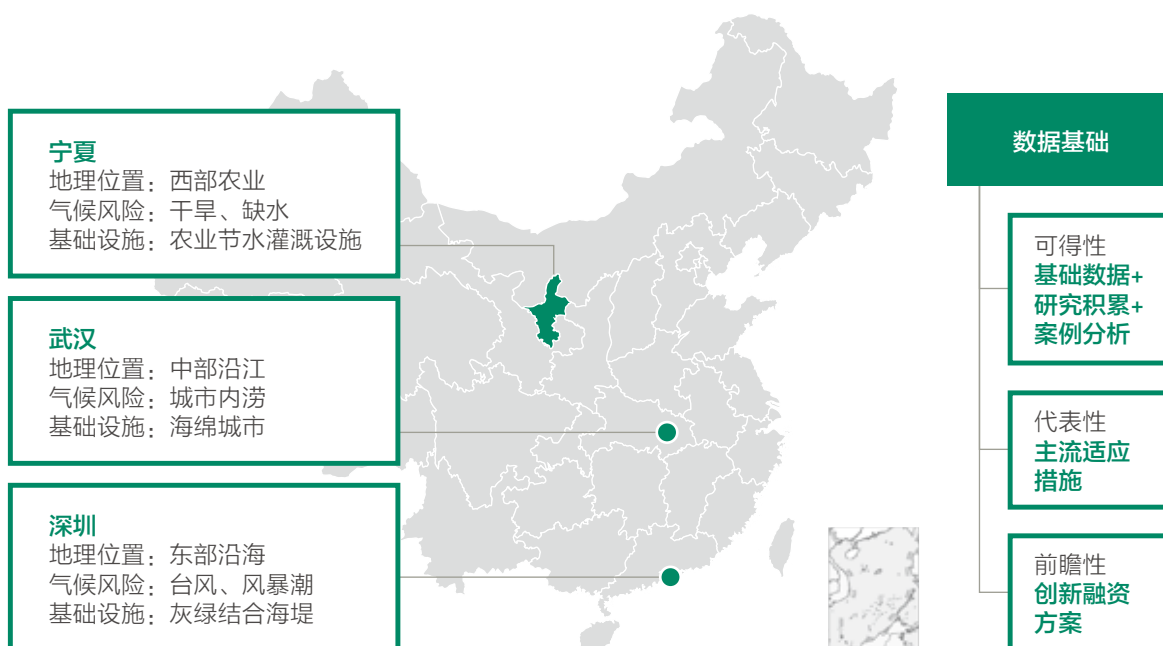 宁夏
地理位置：西部农业
气候风险：干旱、缺水
基础设施：农业节水灌溉设施
武汉
地理位置：中部沿江
气候风险：城市内涝
基础设施：海绵城市
深圳
地理位置：东部沿海
气候风险：台风、风暴潮
基础设施：灰绿结合海堤
数据基础
可得性
基础数据+
研究积累+
案例分析
代表性
主流适应
措施
前瞻性
创新融资
方案